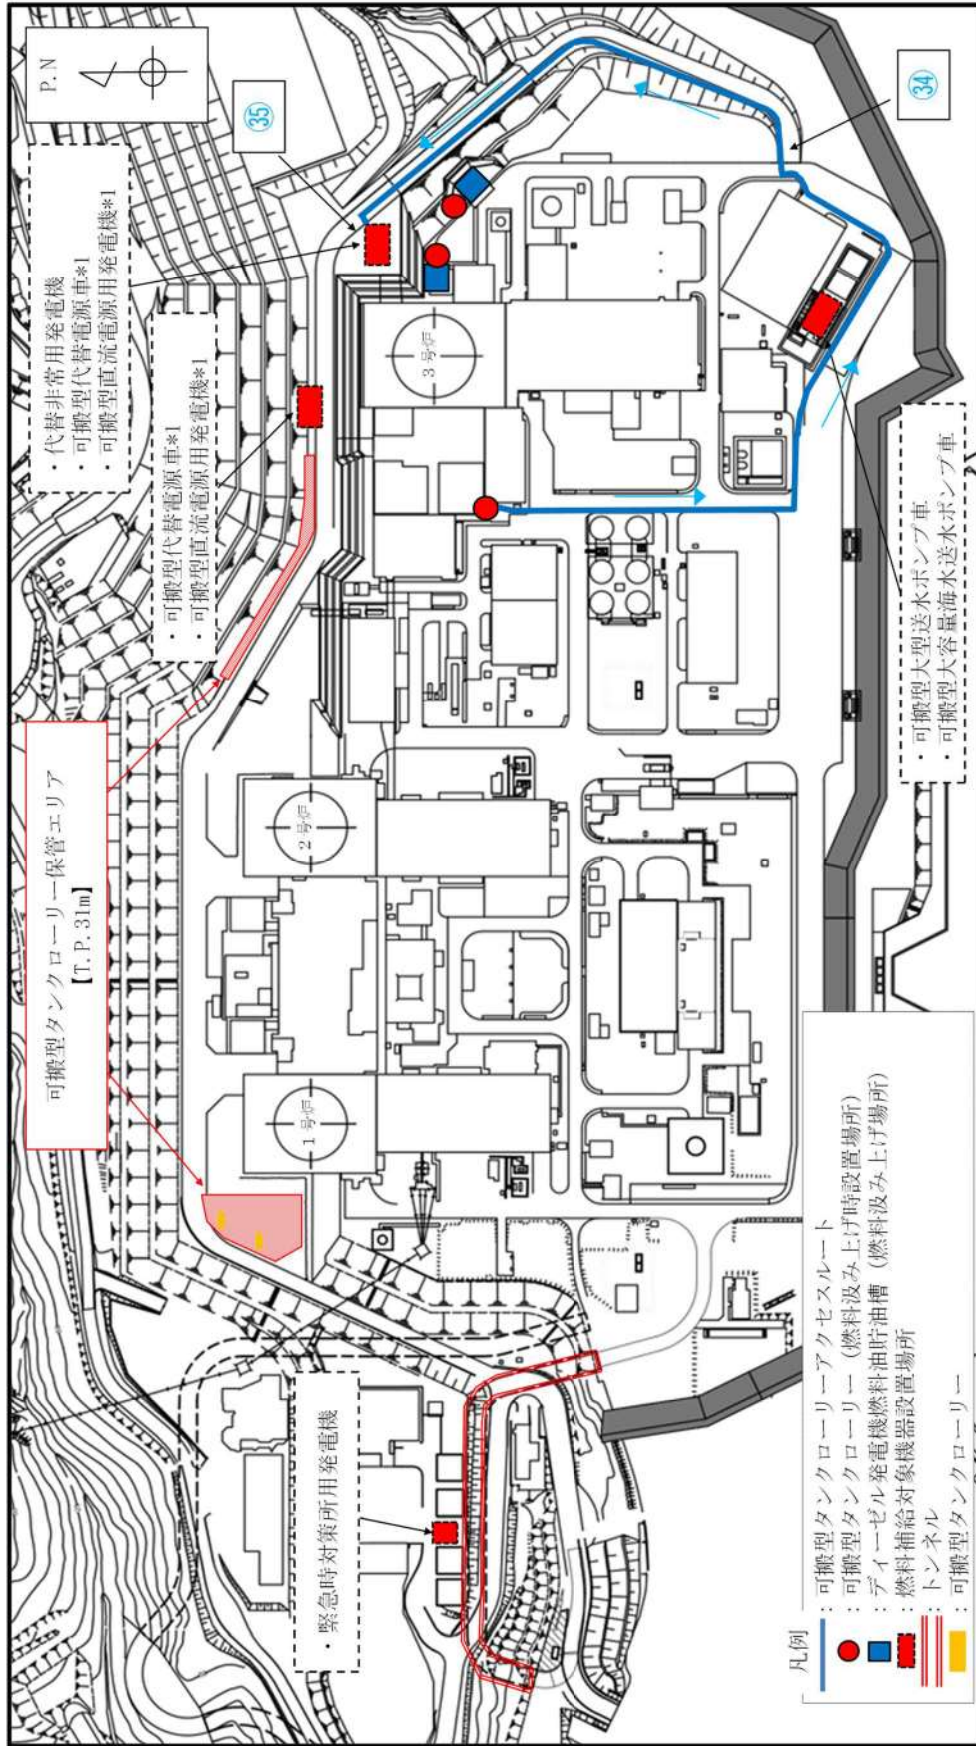 P.N
㉞
㉟
・代替非常用発電機
・可搬型代替電源車*1
・可搬型直流電源用発電機*1
・可搬型代替電源車*1
・可搬型直流電源用発電機*1
可搬型タンクローリー保管エリア
【T.P.31m】
・緊急時対策所用発電機
3号炉
2号炉
1号炉
・可搬型大型送水ポンプ車
・可搬型大容量海水送水ポンプ車
凡例
：可搬型タンクローリーアクセスルート
：可搬型タンクローリー（燃料汲み上げ時設置場所）
：ディーゼル発電機燃料油貯油槽（燃料汲み上げ場所）
：燃料補給対象機器設置場所
：トンネル
：可搬型タンクローリー